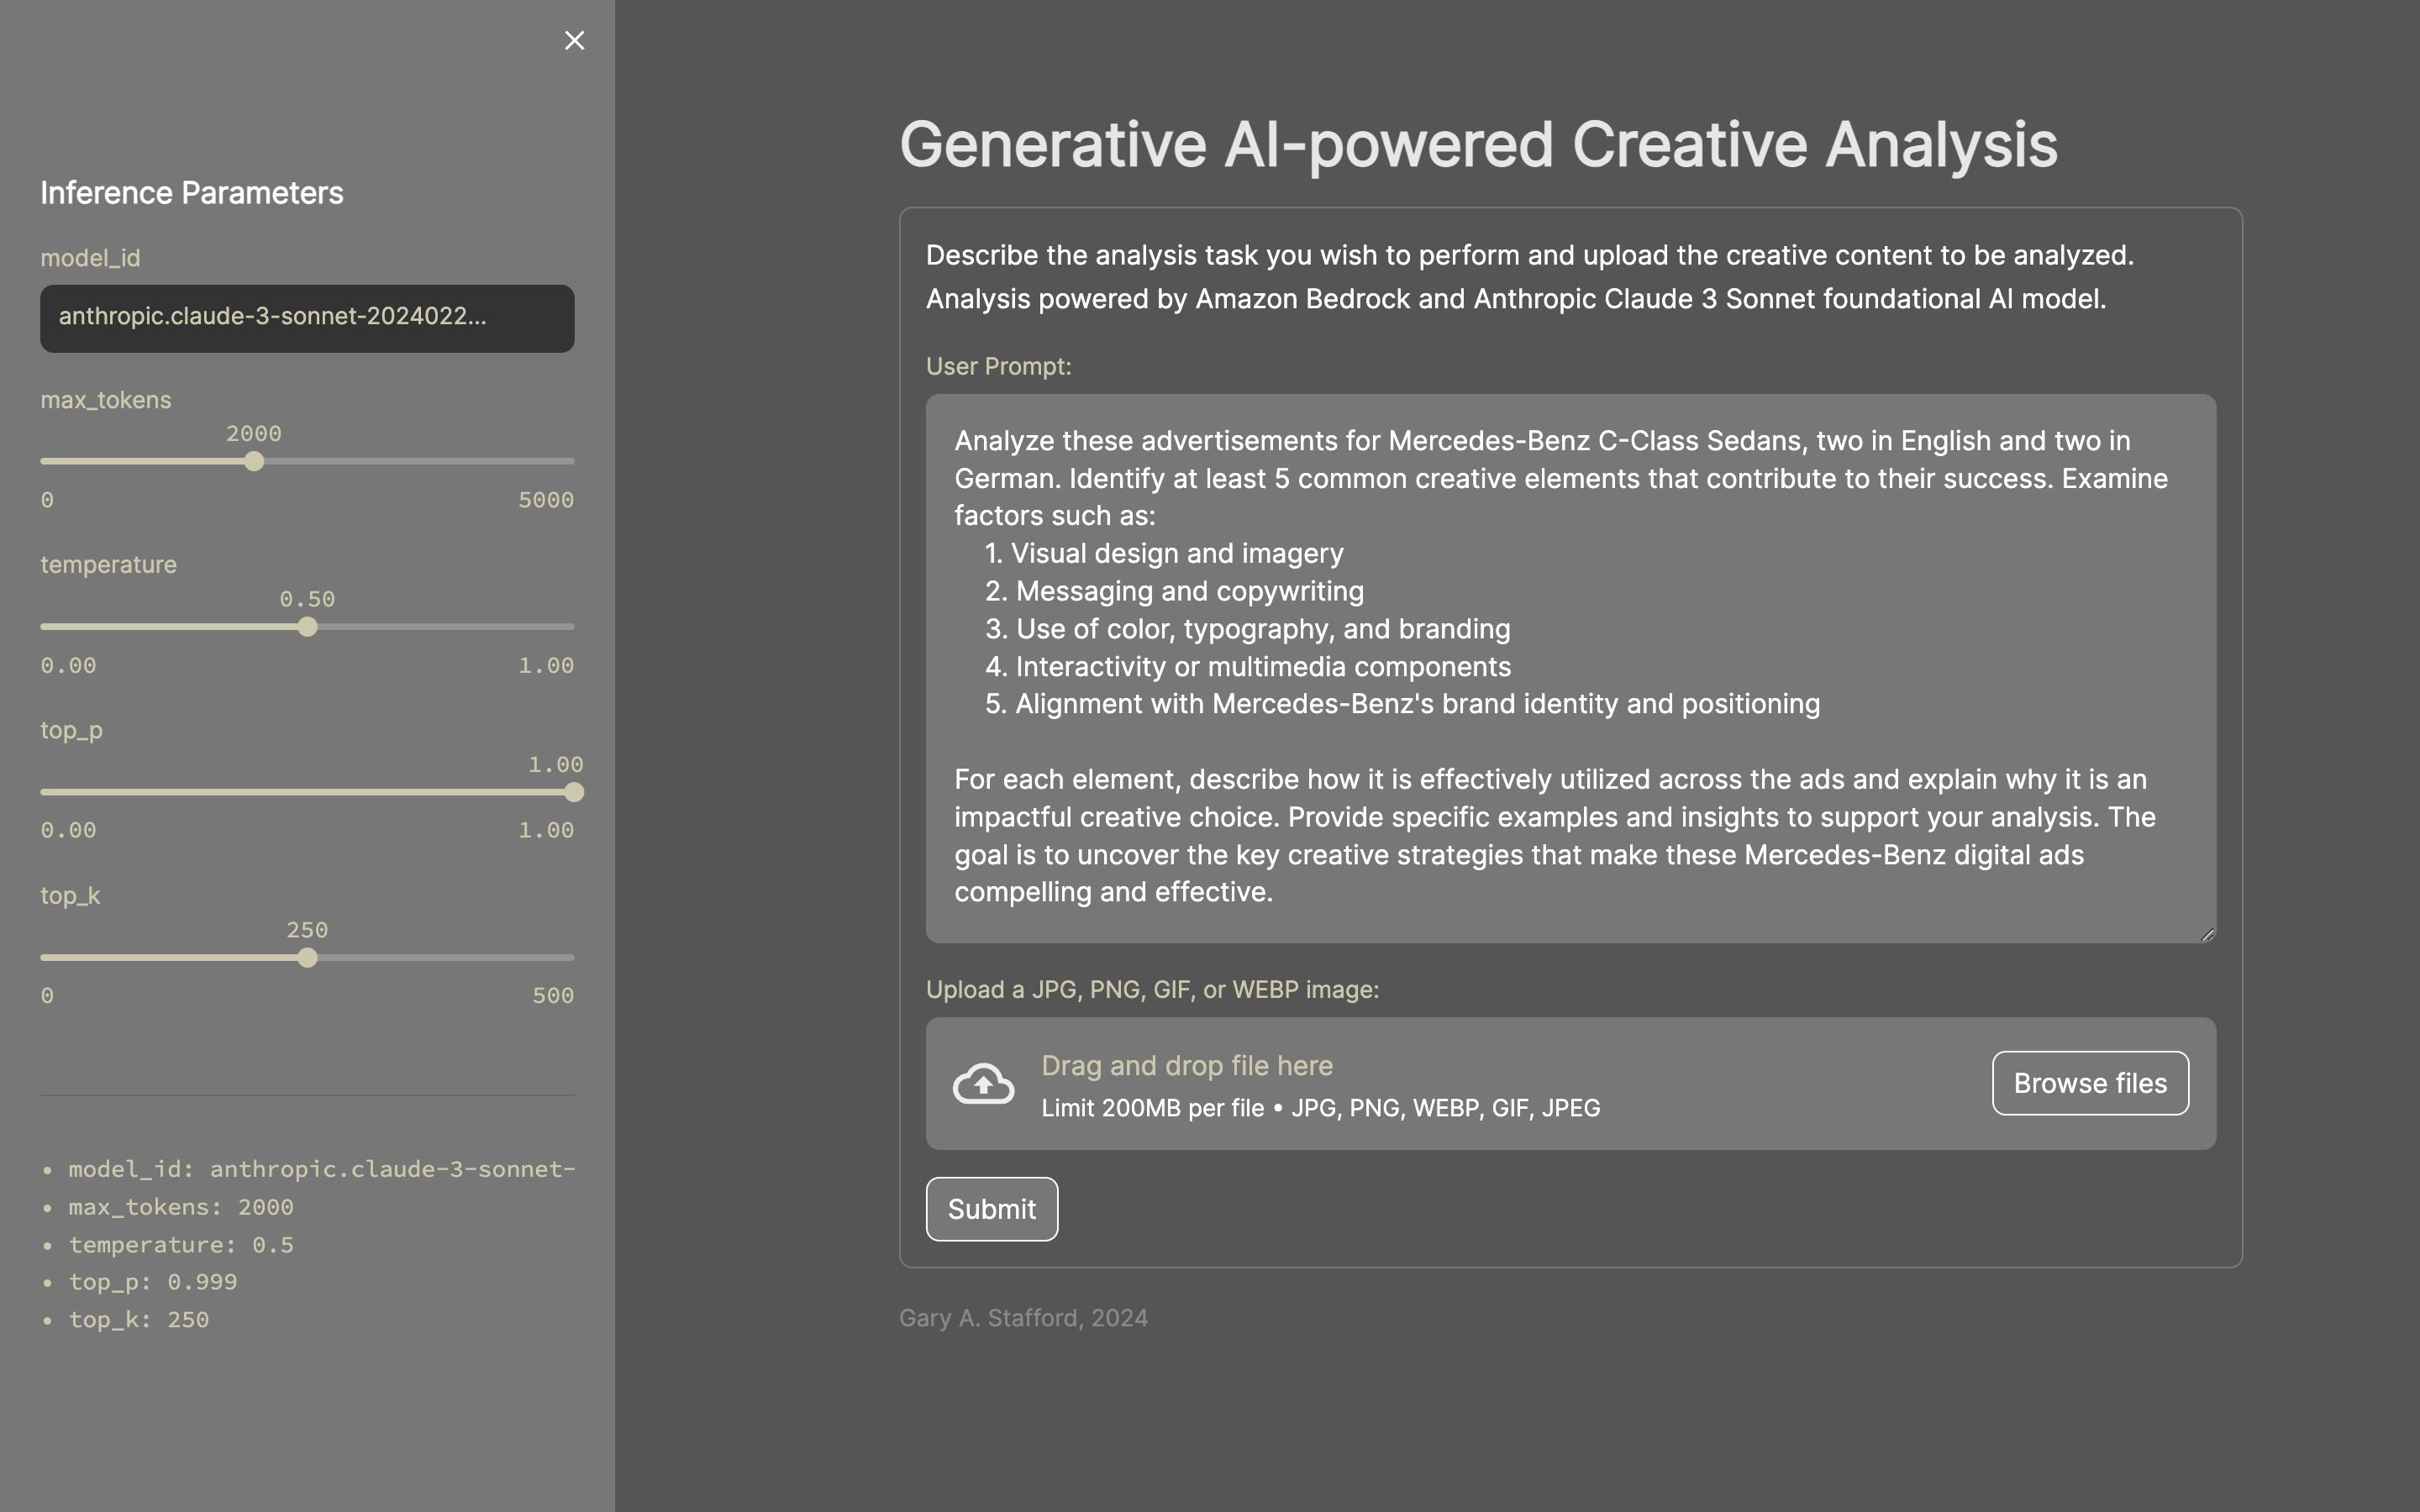 Inference Parameters
model_id
anthropic.claude-3-sonnet-2024022...
max_tokens
2000
0 5000
temperature
0.50
0.00 1.00
top_p
1.00
0.00 1.00
top_k
250
0 500
• model_id: anthropic.claude-3-sonnet-
• max_tokens: 2000
• temperature: 0.5
• top_p: 0.999
• top_k: 250
Generative AI-powered Creative Analysis
Describe the analysis task you wish to perform and upload the creative content to be analyzed.
Analysis powered by Amazon Bedrock and Anthropic Claude 3 Sonnet foundational AI model.
User Prompt:
Analyze these advertisements for Mercedes-Benz C-Class Sedans, two in English and two in
German. Identify at least 5 common creative elements that contribute to their success. Examine
factors such as:
1. Visual design and imagery
2. Messaging and copywriting
3. Use of color, typography, and branding
4. Interactivity or multimedia components
5. Alignment with Mercedes-Benz's brand identity and positioning
For each element, describe how it is effectively utilized across the ads and explain why it is an
impactful creative choice. Provide specific examples and insights to support your analysis. The
goal is to uncover the key creative strategies that make these Mercedes-Benz digital ads
compelling and effective.
Upload a JPG, PNG, GIF, or WEBP image:
Drag and drop file here
Limit 200MB per file • JPG, PNG, WEBP, GIF, JPEG
Browse files
Submit
Gary A. Stafford, 2024